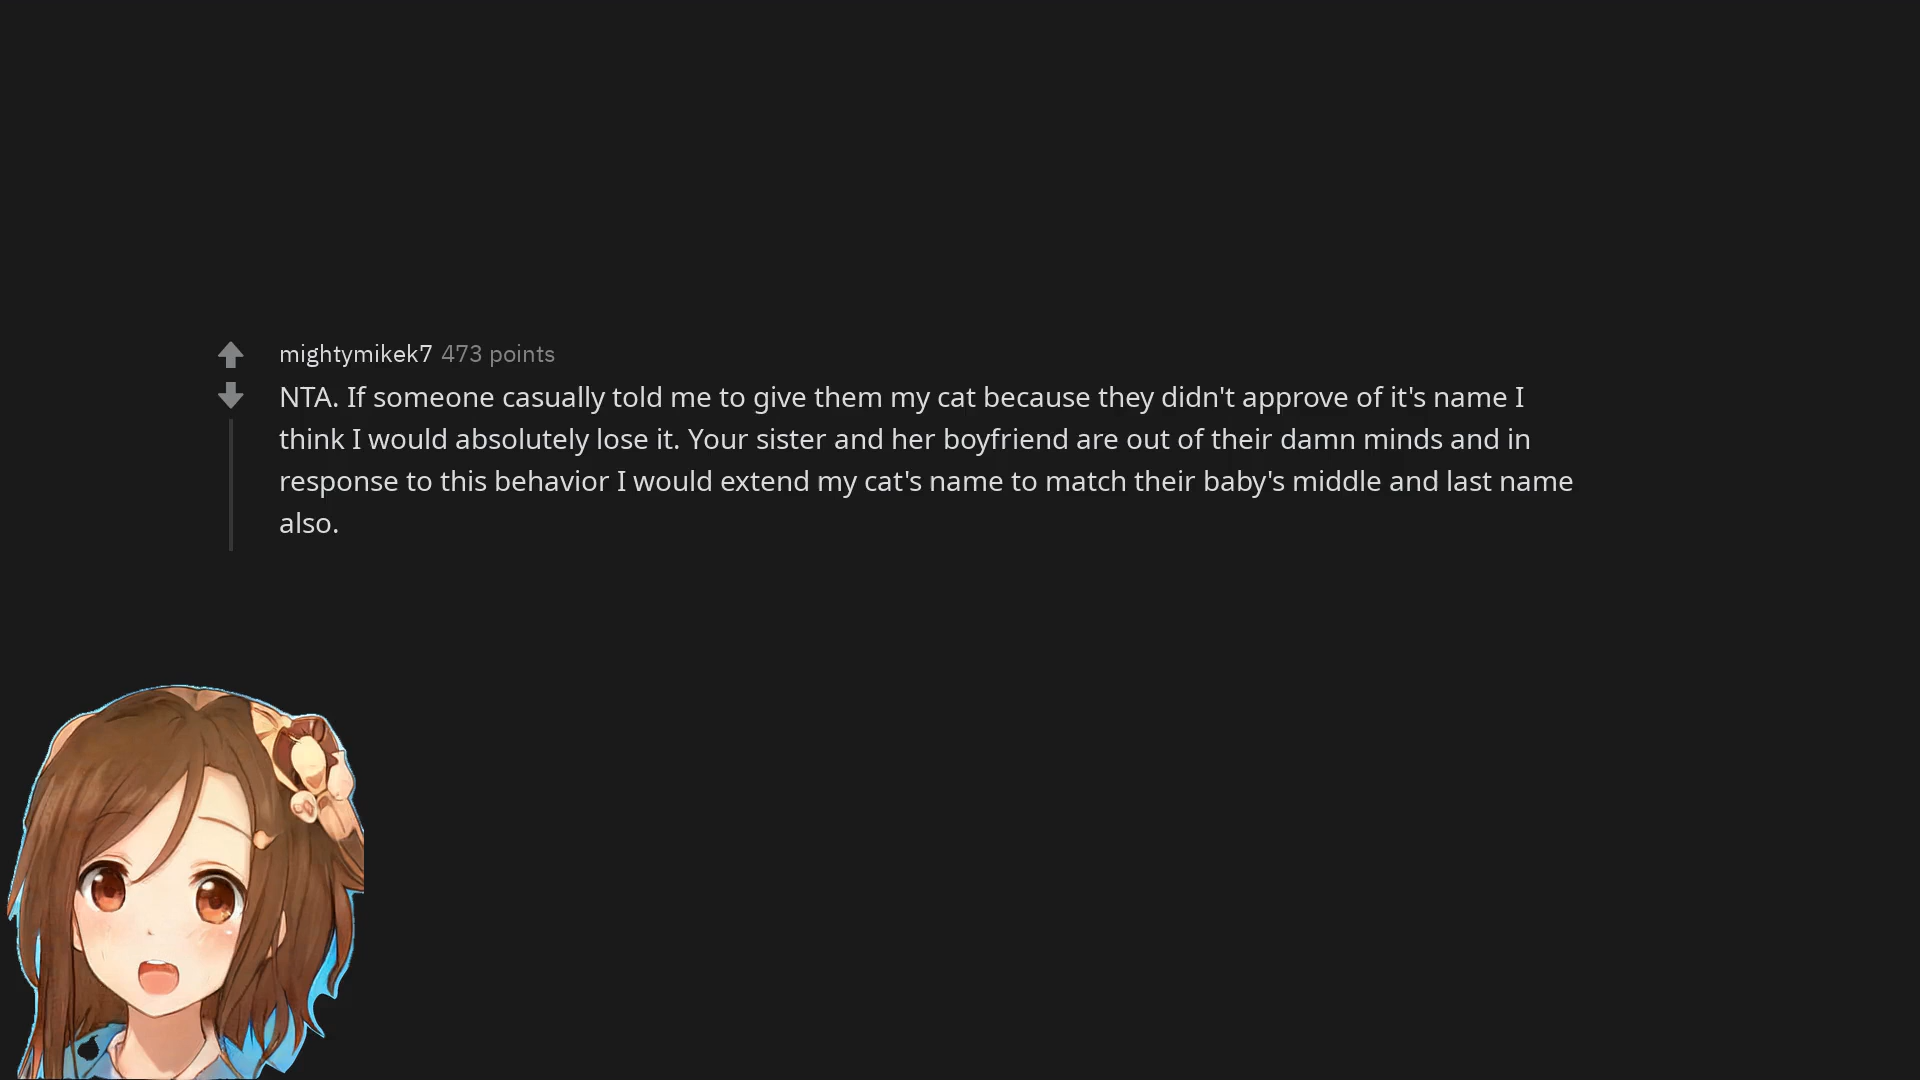 mightymikek7 473 points
NTA. If someone casually told me to give them my cat because they didn't approve of it's name I
think I would absolutely lose it. Your sister and her boyfriend are out of their damn minds and in
response to this behavior I would extend my cat's name to match their baby's middle and last name
also.